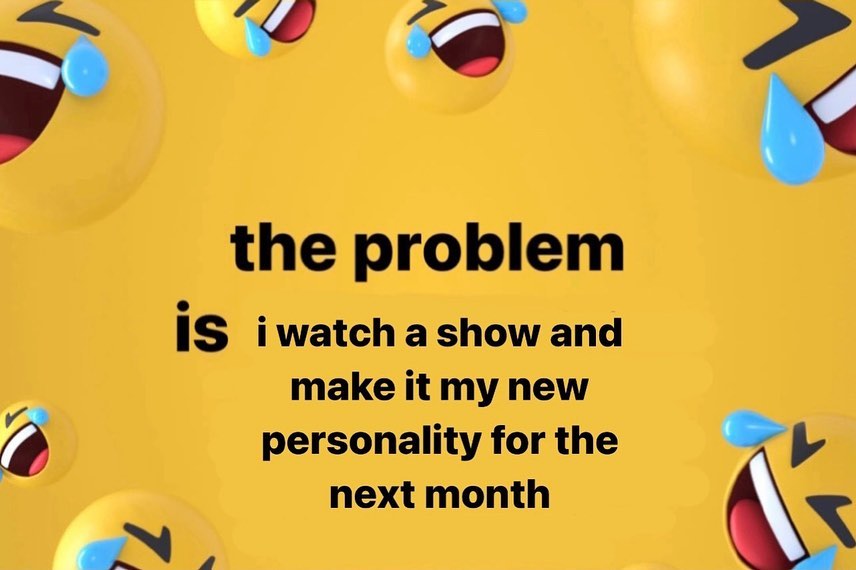 the problem
is i watch a show and
make it my new
personality for the
next month